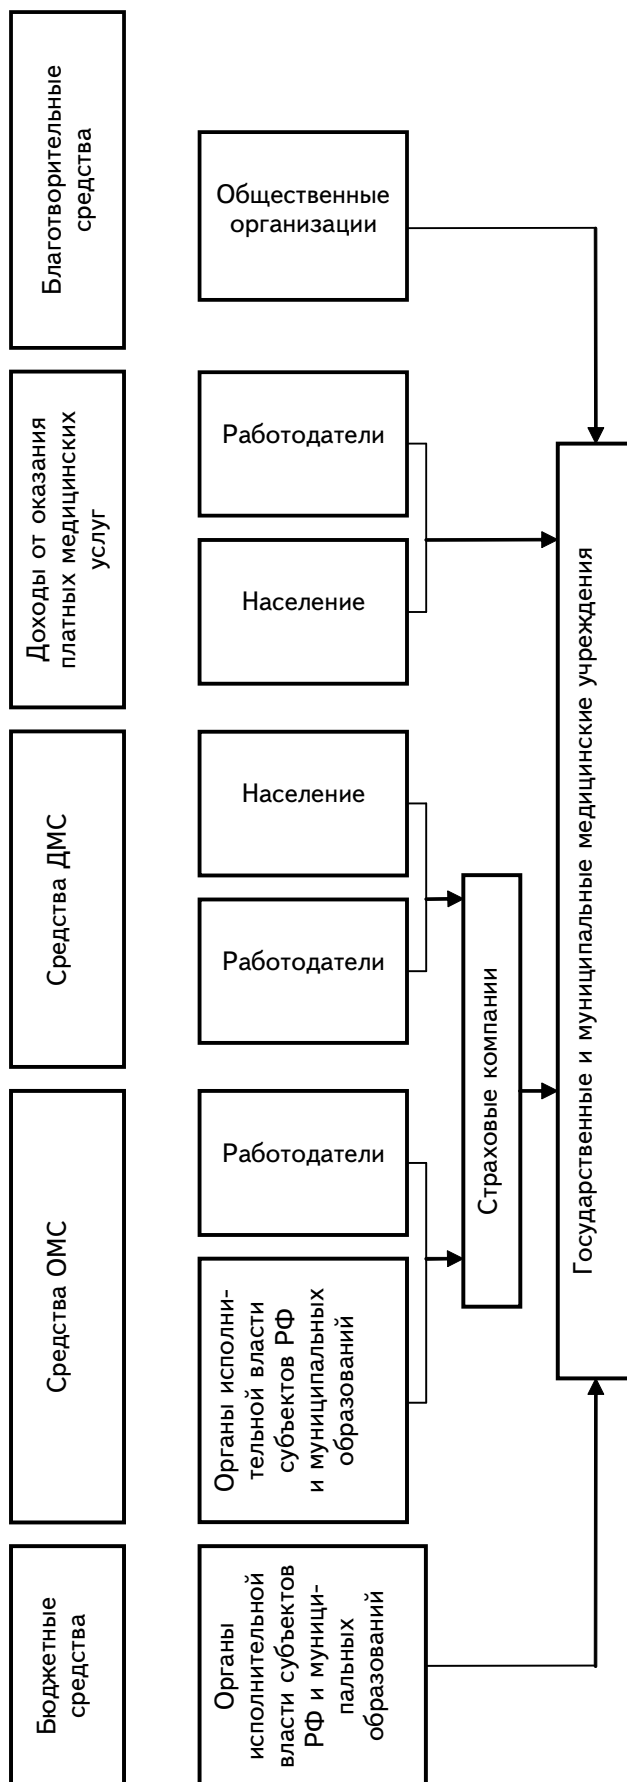 Благотворительные
средства
Общественные
организации
Доходы от оказания
платных медицинских
услуг
Работодатели
Население
Средства ДМС
Население
Работодатели
Средства ОМС
Работодатели
Органы исполни-
тельной власти
субъектов РФ
и муниципальных
образований
Страховые компании
Государственные и муниципальные медицинские учреждения
Бюджетные
средства
Органы
исполнительной
власти субъектов
РФ и муници-
пальных
образований